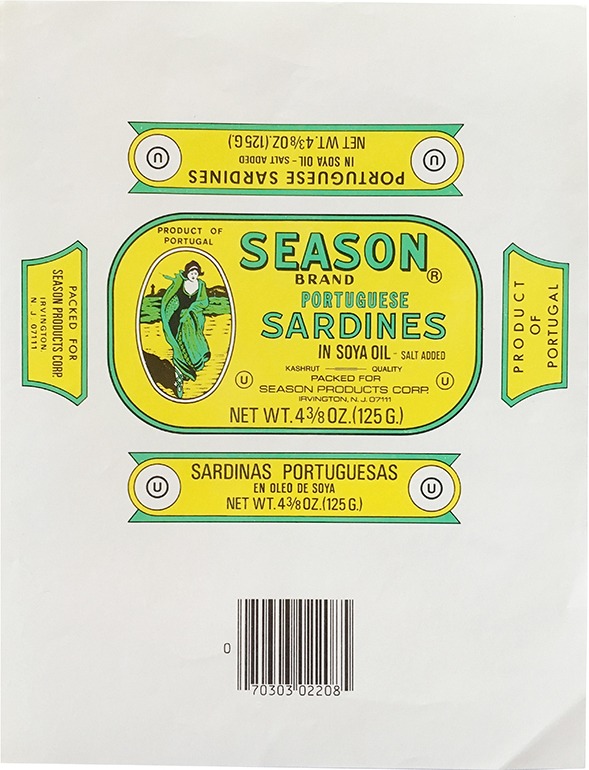 PORTUGUESE SARDINES
IN SOYA OIL - SALT ADDED
NET WT. 4 3/8 OZ. (125 G.)
U
U
PRODUCT OF
PORTUGAL
SEASON®
BRAND
PORTUGUESE
SARDINES
IN SOYA OIL - SALT ADDED
KASHRUT QUALITY
U
PACKED FOR
U
SEASON PRODUCTS CORP.
IRVINGTON, N. J. 07111
NET WT. 4 3/8 OZ. (125 G.)
PACKED FOR
SEASON PRODUCTS CORP.
IRVINGTON,
N. J. 07111
PRODUCT
OF
PORTUGAL
U
SARDINAS PORTUGUESAS
U
EN OLEO DE SOYA
NET WT. 4 3/8 OZ. (125 G.)
0
70303 02208